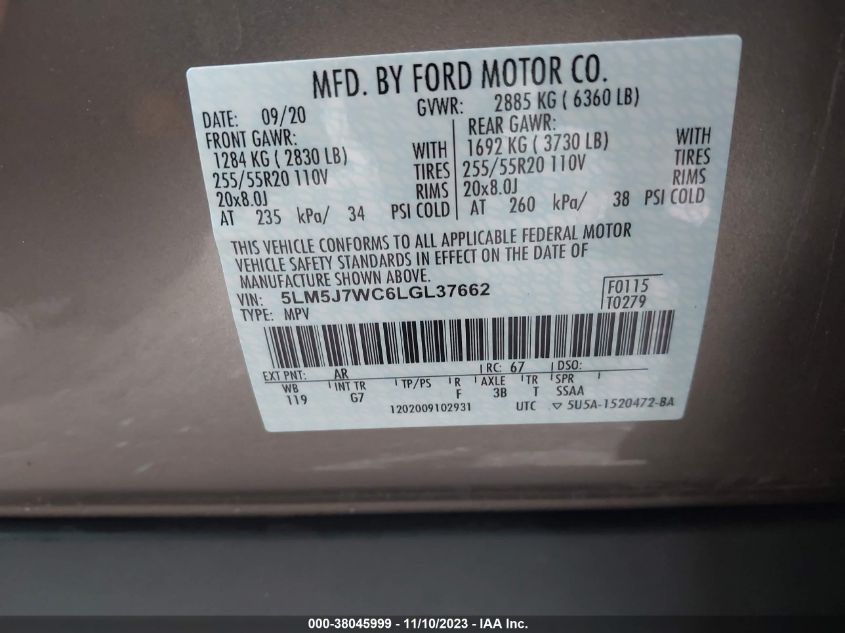 MFD. BY FORD MOTOR CO.
DATE: 09/20 GVWR: 2885 KG ( 6360 LB)
FRONT GAWR: REAR GAWR:
1284 KG ( 2830 LB) WITH 1692 KG ( 3730 LB) WITH
255/55R20 110V TIRES 255/55R20 110V TIRES
20x8.0J RIMS 20x8.0J RIMS
AT 235 kPa/ 34 PSI COLD AT 260 kPa/ 38 PSI COLD
THIS VEHICLE CONFORMS TO ALL APPLICABLE FEDERAL MOTOR
VEHICLE SAFETY STANDARDS IN EFFECT ON THE DATE OF
MANUFACTURE SHOWN ABOVE.
VIN: 5LM5J7WC6LGL37662 F0115
TYPE: MPV T0279
EXT PNT: AR RC: 67 DSO:
WB INT TR TP/PS R AXLE TR SPR
119 G7 F 3B T SSAA
1202009102931 UTC ▽ 5U5A-1520472-BA
000-38045999 - 11/10/2023 - IAA Inc.